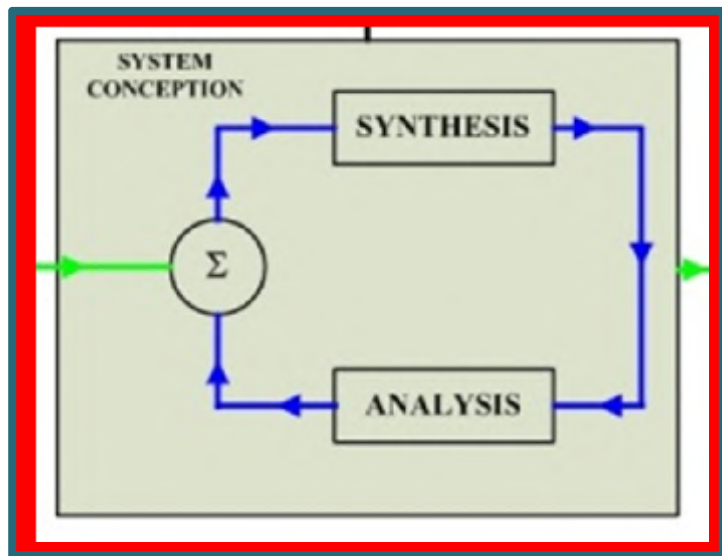 SYSTEM
CONCEPTION
SYNTHESIS
Σ
ANALYSIS